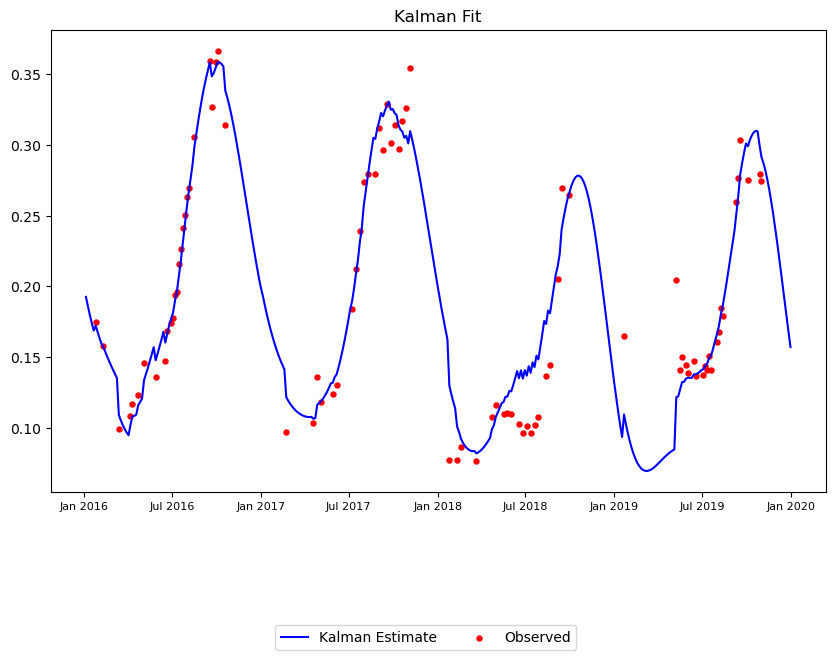 Kalman Fit
0.35
0.30
0.25
0.20
0.15
0.10
Jan 2016 Jul 2016 Jan 2017 Jul 2017 Jan 2018 Jul 2018 Jan 2019 Jul 2019 Jan 2020
Kalman Estimate Observed